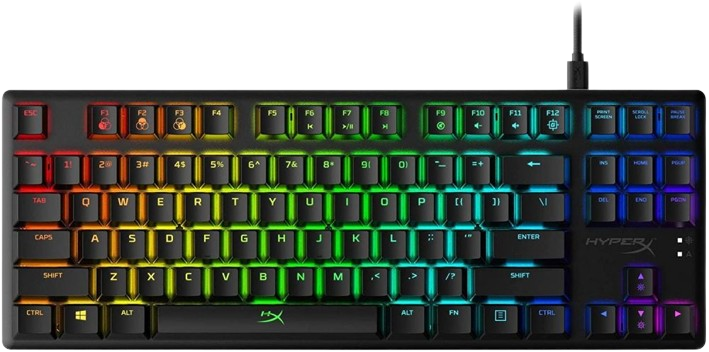 ESC F1 F2 F3 F4 F5 F6 F7 F8 F9 F10 F11 F12 PRINT SCREEN SCROLL LOCK PAUSE BREAK
`~ 1! 2@ 3# 4$ 5% 6^ 7& 8* 9( 0) -_ =+ INS HOME PGUP
TAB Q W E R T Y U I O P [{ ]} \| DEL END PGDN
CAPS A S D F G H J K L ;: '" ENTER HYPERX A
SHIFT Z X C V B N M ,< .> /? SHIFT
CTRL ALT HX ALT FN CTRL